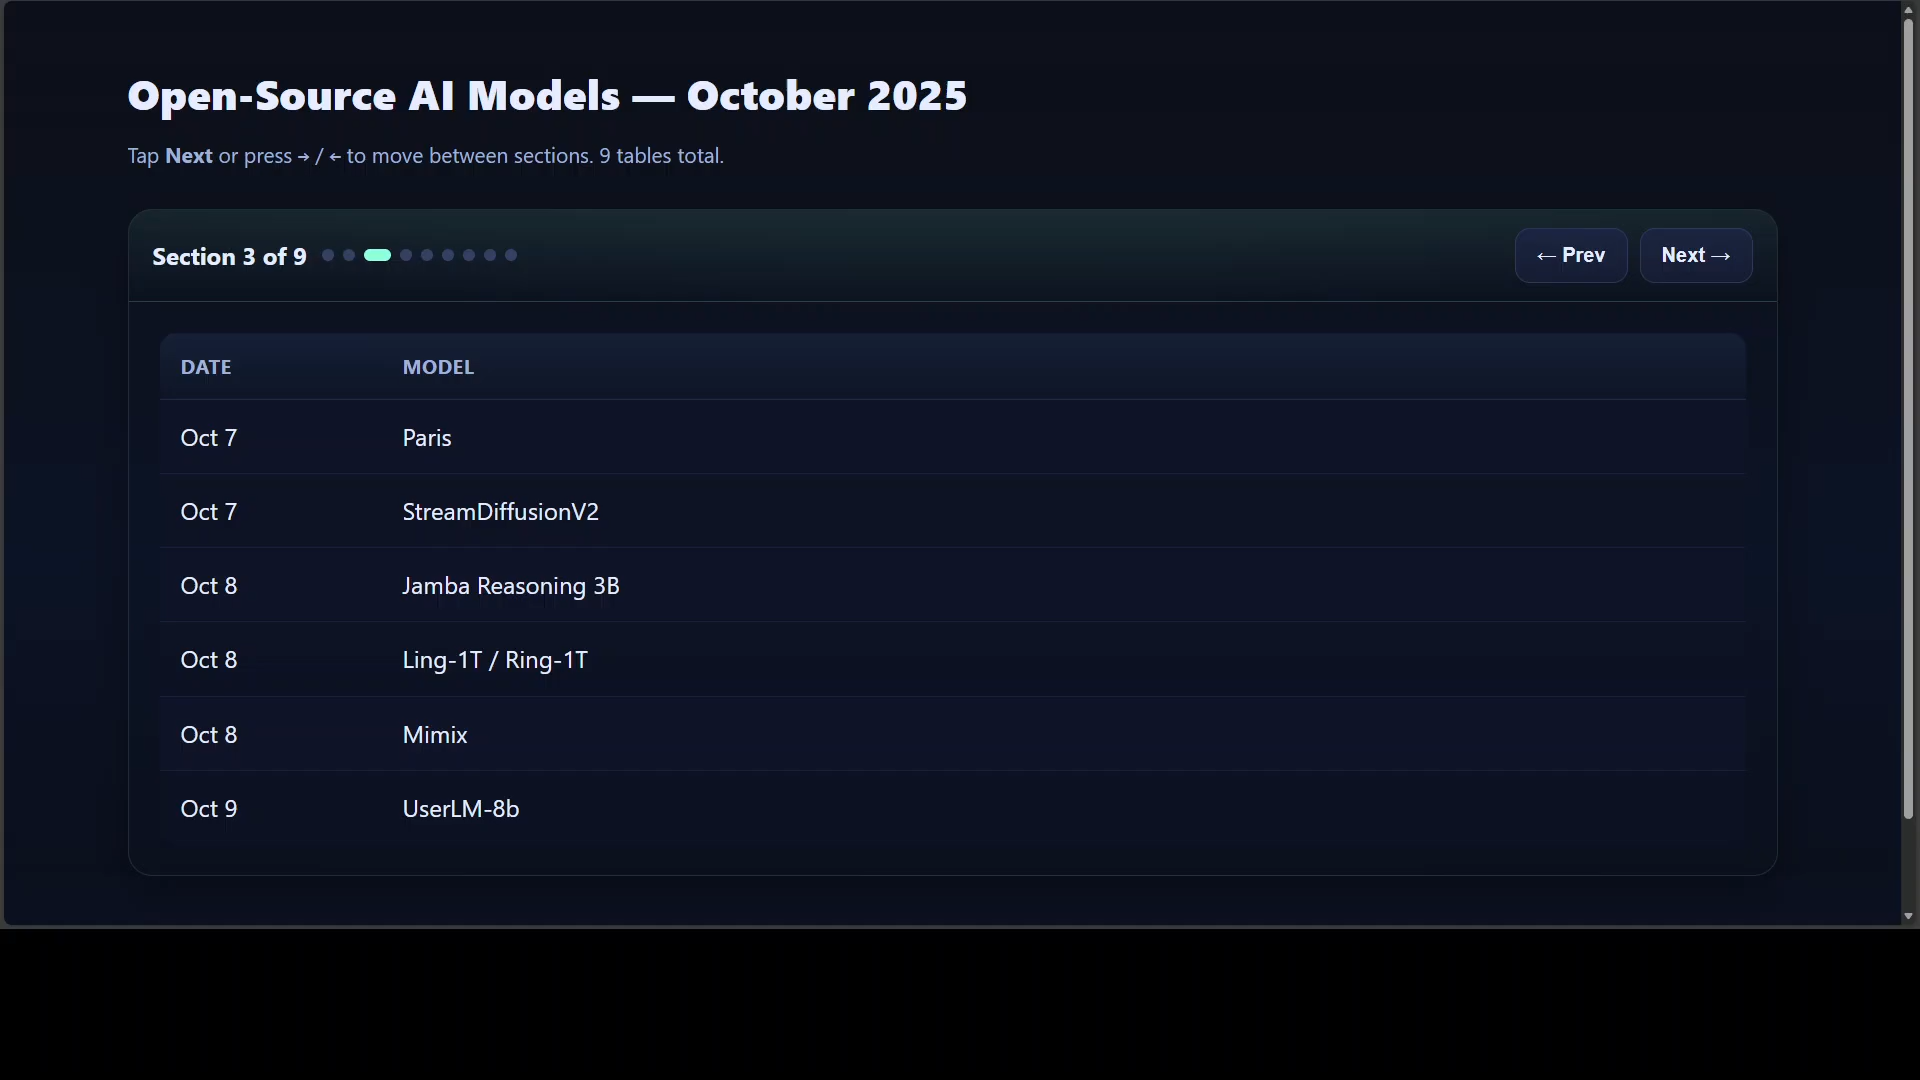 Open-Source AI Models — October 2025
Tap Next or press → / ← to move between sections. 9 tables total.
Section 3 of 9
← Prev
Next →
DATE MODEL
Oct 7 Paris
Oct 7 StreamDiffusionV2
Oct 8 Jamba Reasoning 3B
Oct 8 Ling-1T / Ring-1T
Oct 8 Mimix
Oct 9 UserLM-8b